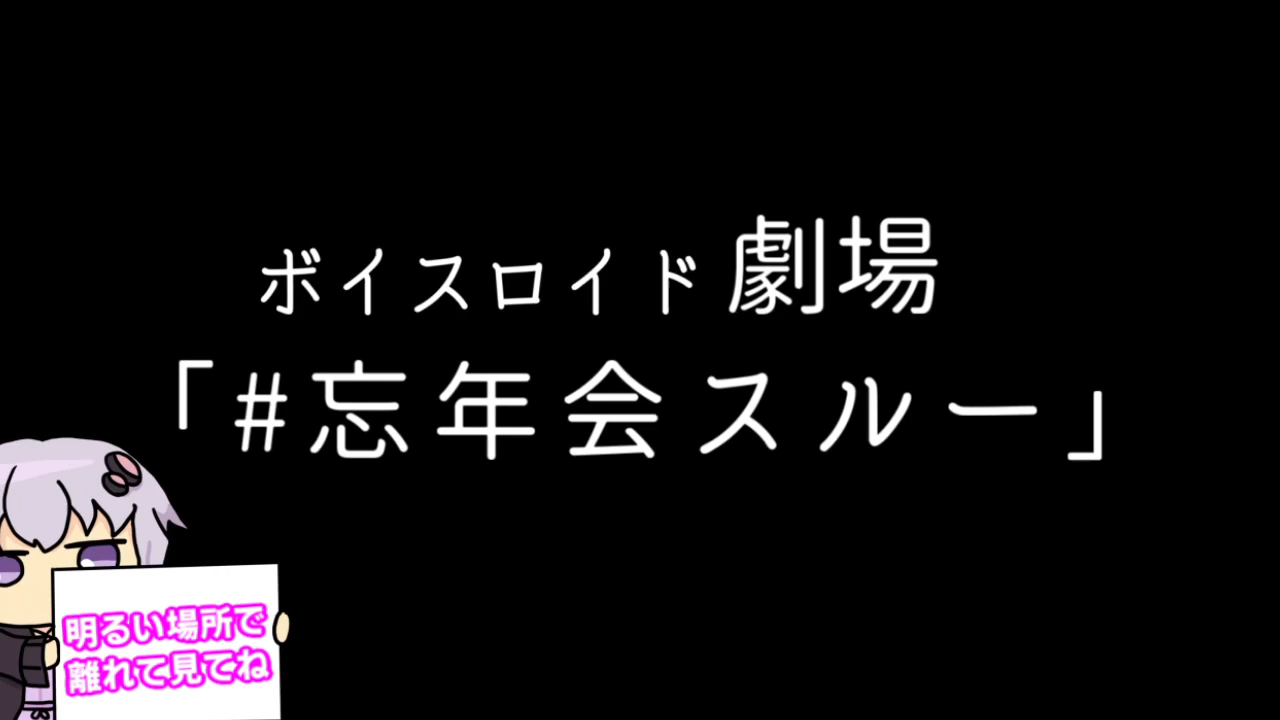 ボイスロイド劇場
「#忘年会スルー」
明るい場所で
離れて見てね